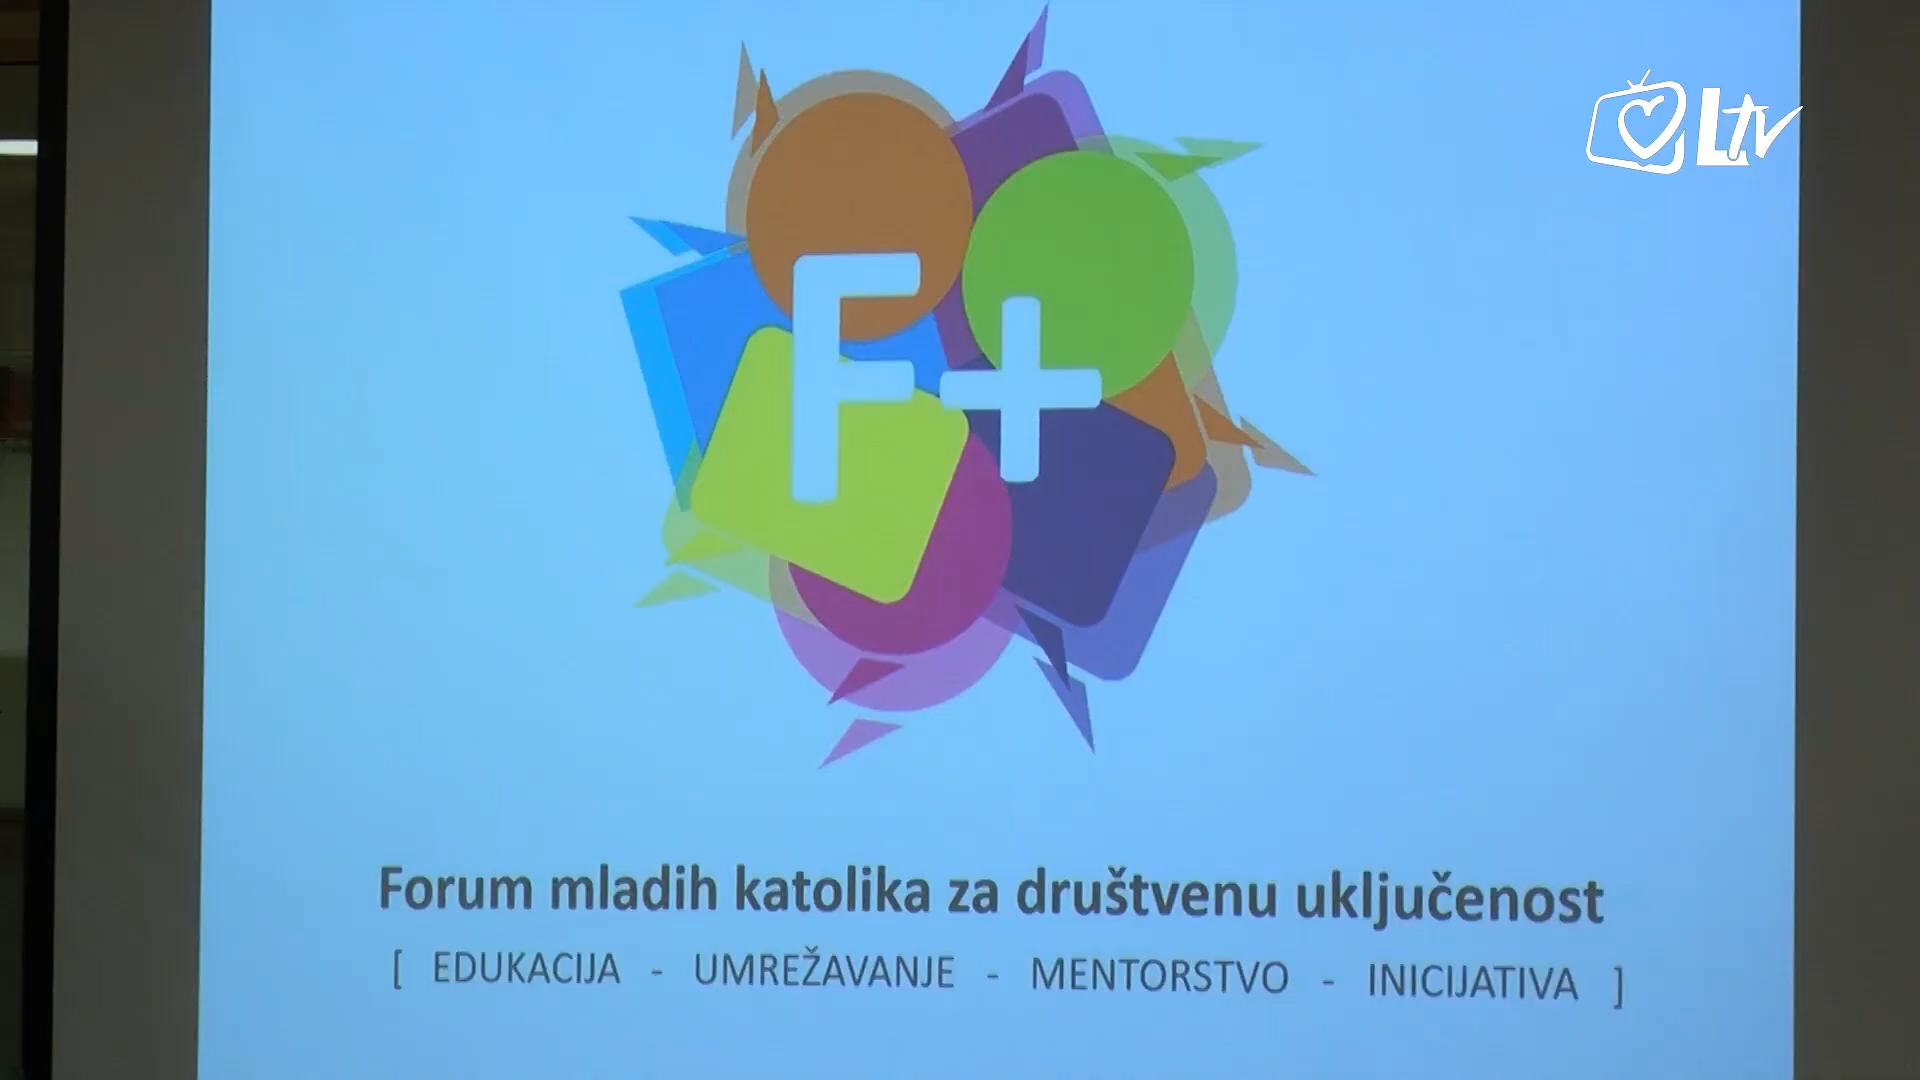 LTV
F+
Forum mladih katolika za društvenu uključenost
[ EDUKACIJA - UMREŽAVANJE - MENTORSTVO - INICIJATIVA ]